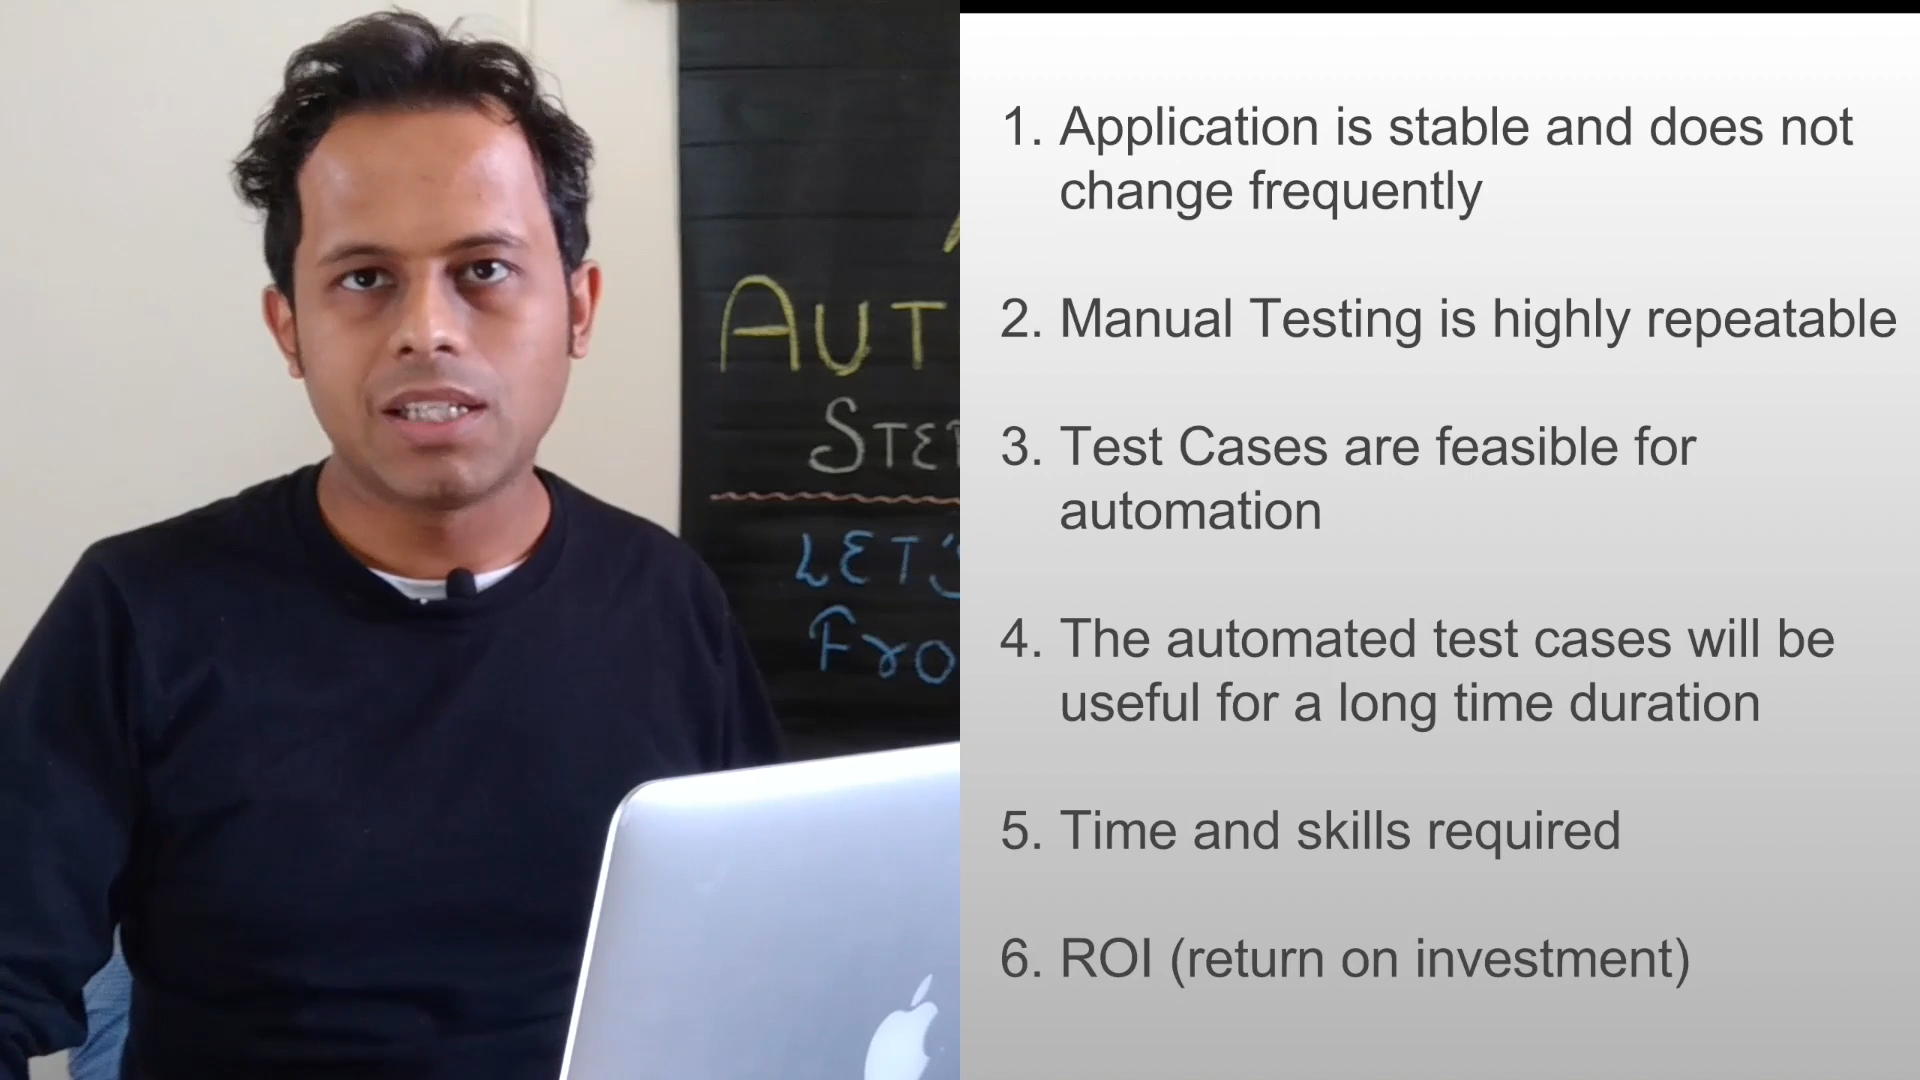 AUT
STEP
LET'S
FRO
1. Application is stable and does not
change frequently
2. Manual Testing is highly repeatable
3. Test Cases are feasible for
automation
4. The automated test cases will be
useful for a long time duration
5. Time and skills required
6. ROI (return on investment)